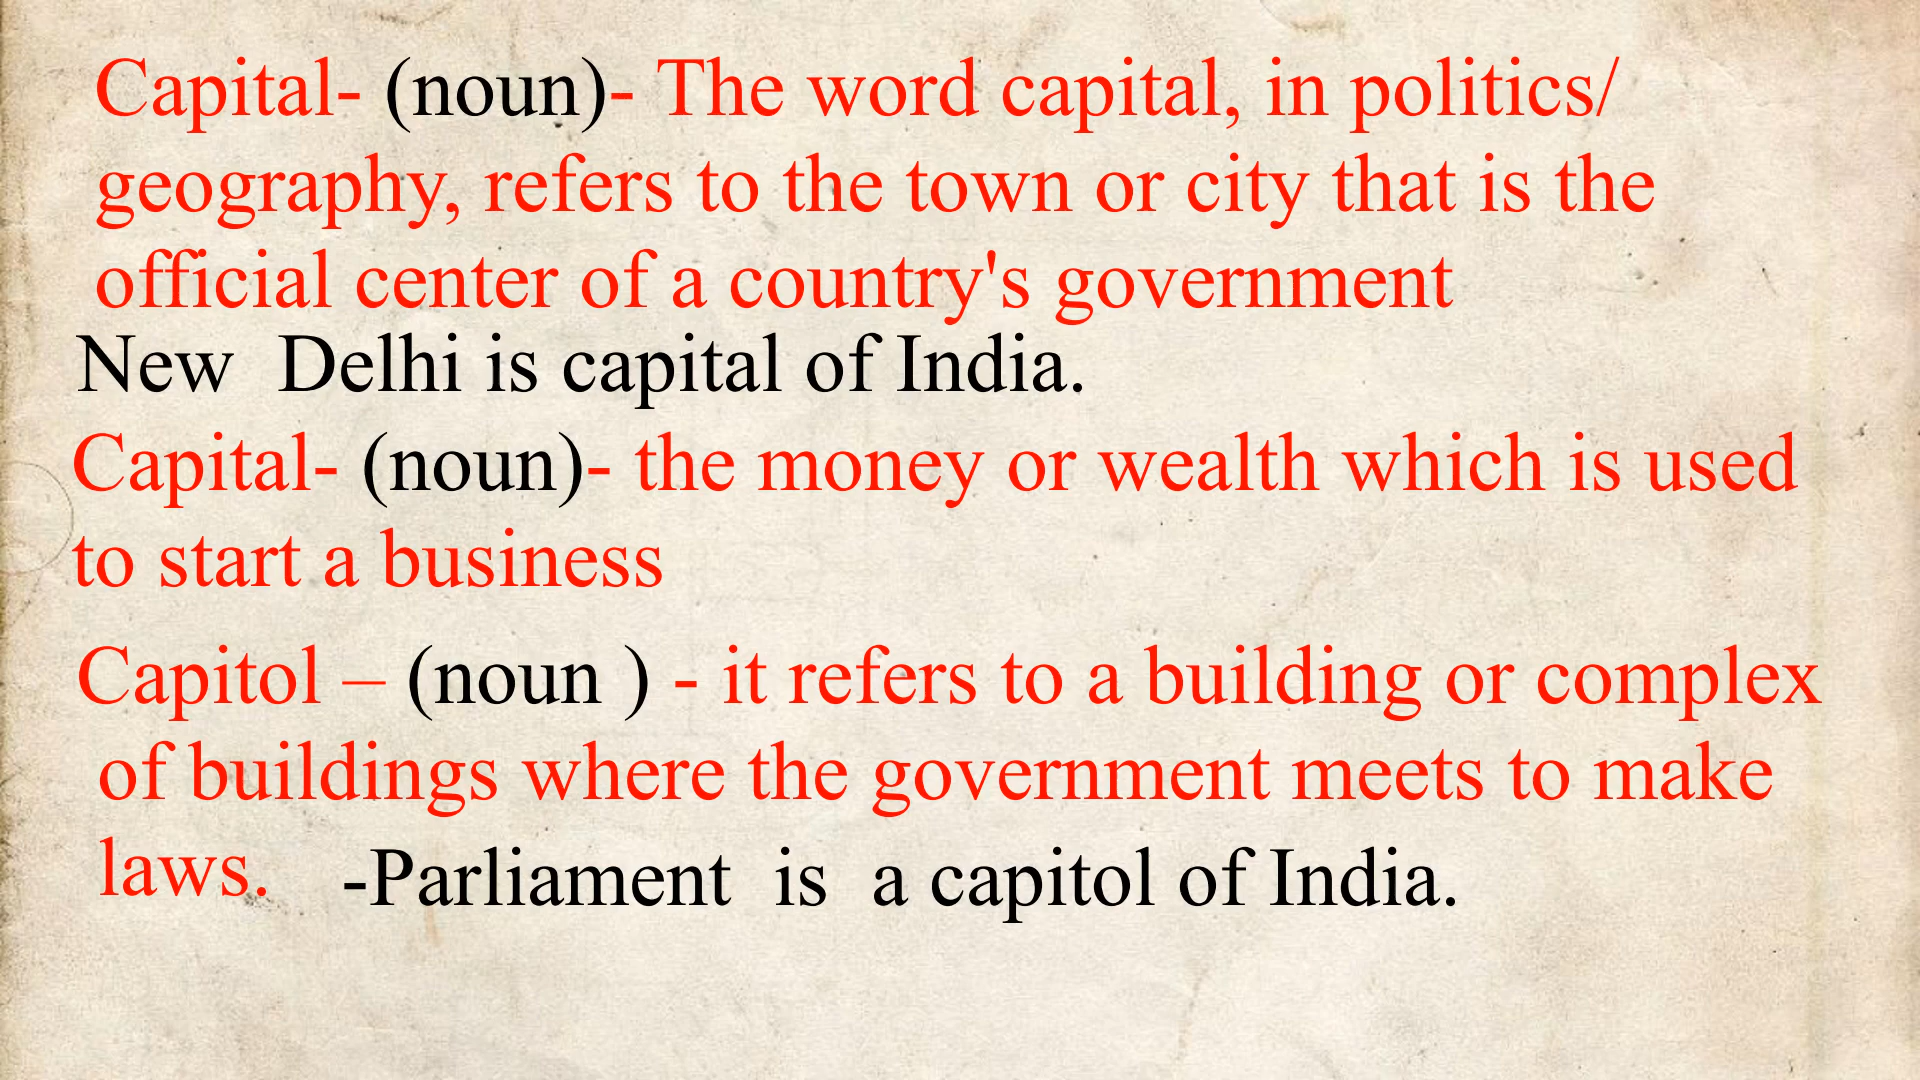 Capital- (noun)- The word capital, in politics/
geography, refers to the town or city that is the
official center of a country's government
New  Delhi is capital of India.
Capital- (noun)- the money or wealth which is used
to start a business
Capitol – (noun ) - it refers to a building or complex
of buildings where the government meets to make
laws.   -Parliament  is  a capitol of India.